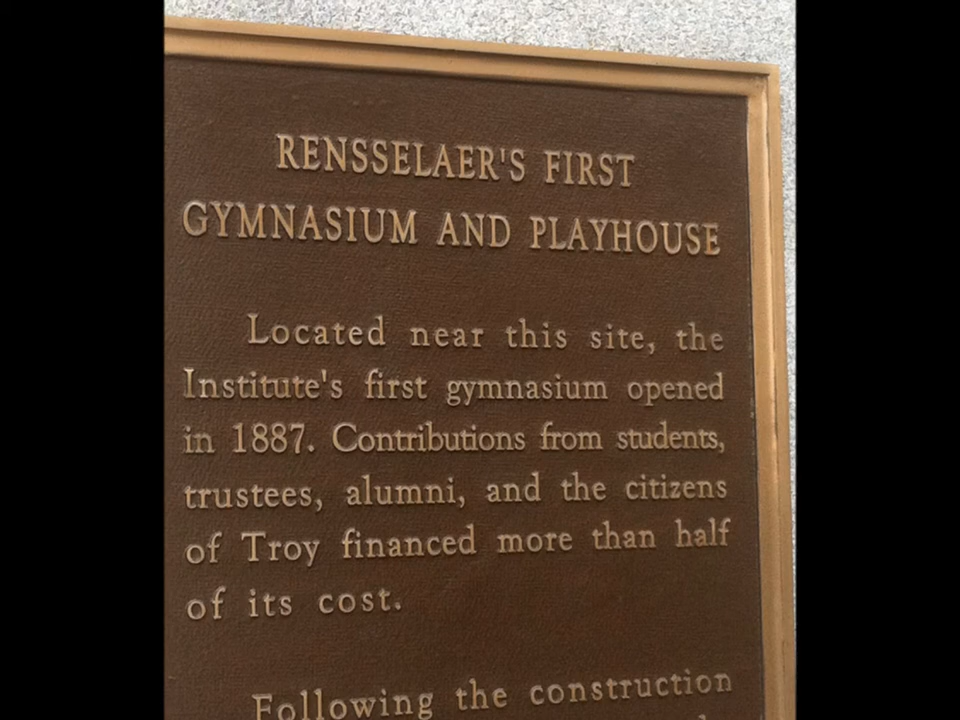 RENSSELAER'S FIRST
GYMNASIUM AND PLAYHOUSE
Located near this site, the
Institute's first gymnasium opened
in 1887. Contributions from students,
trustees, alumni, and the citizens
of Troy financed more than half
of its cost.
Following the construction